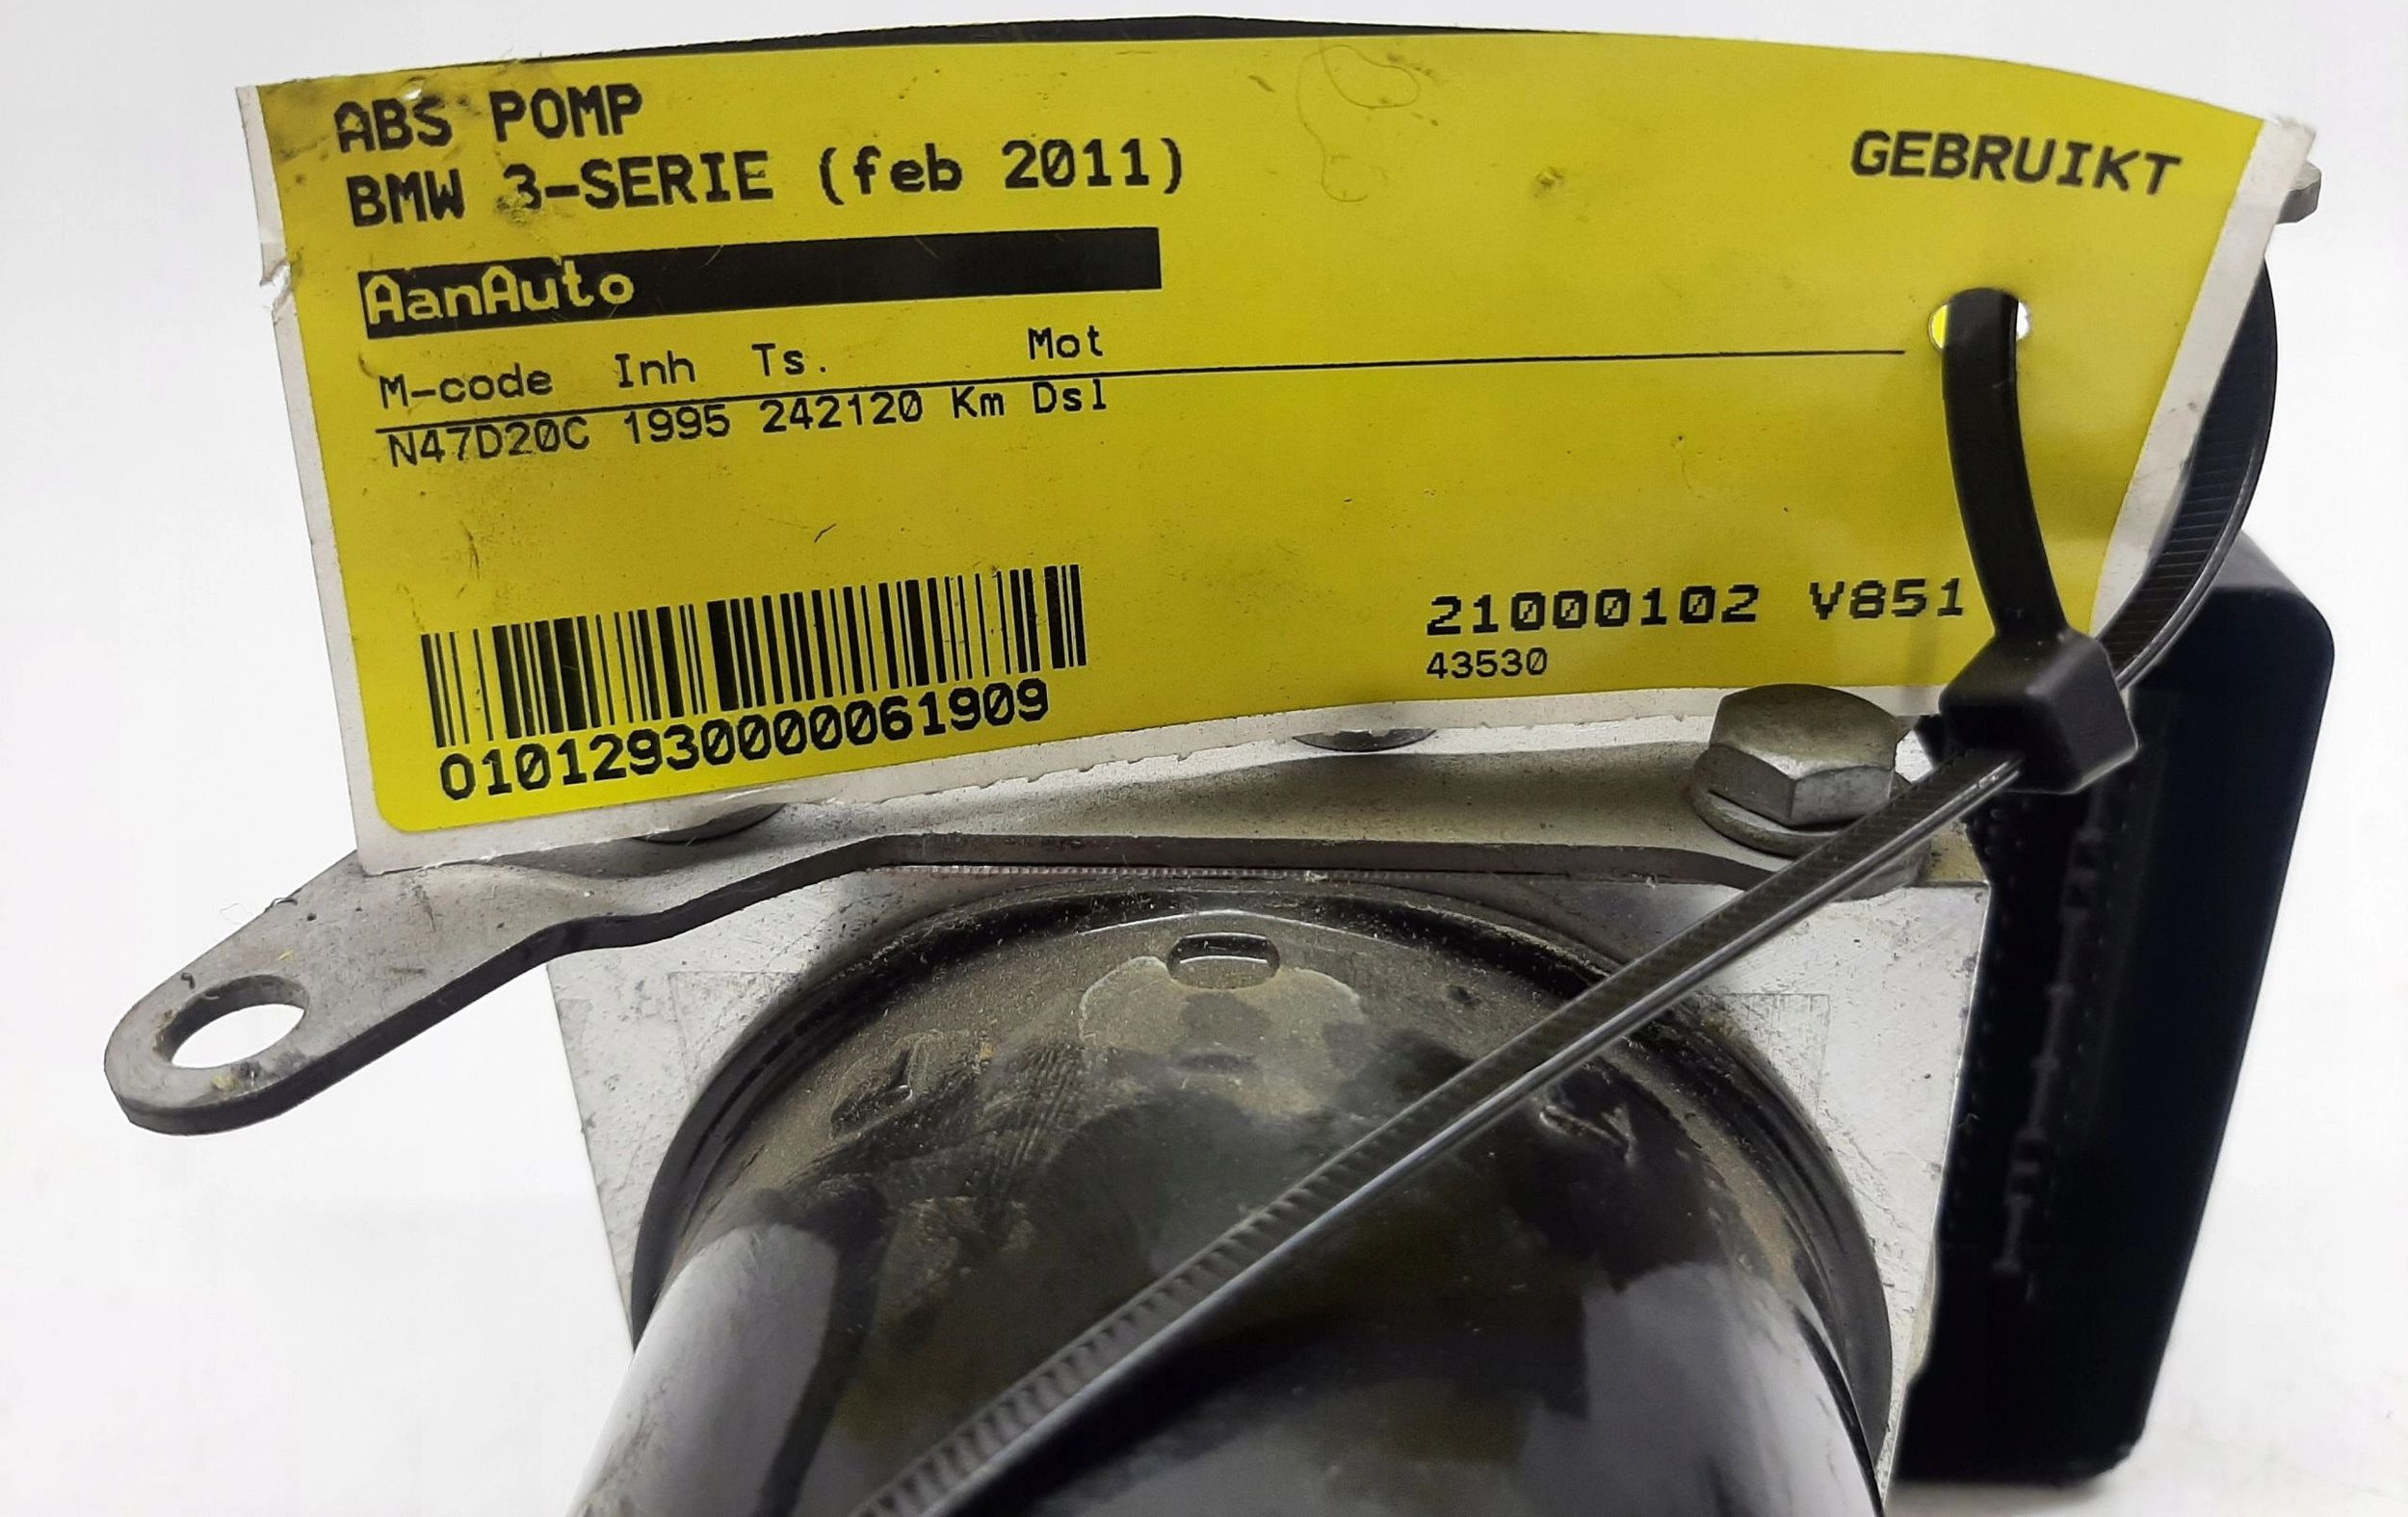 ABS POMP
BMW 3-SERIE (feb 2011)
GEBRUIKT
AanAuto
M-code Inh Ts. Mot
N47D20C 1995 242120 Km Dsl
21000102 V851
43530
01012930000061909